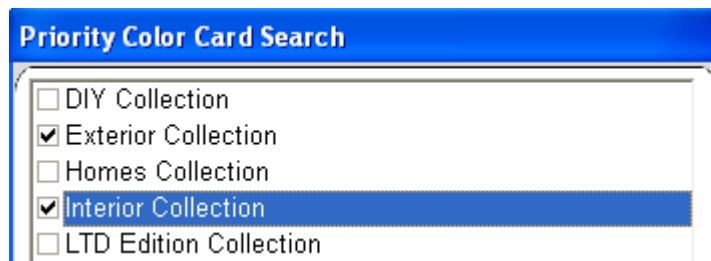 Priority Color Card Search
DIY Collection
Exterior Collection
Homes Collection
Interior Collection
LTD Edition Collection